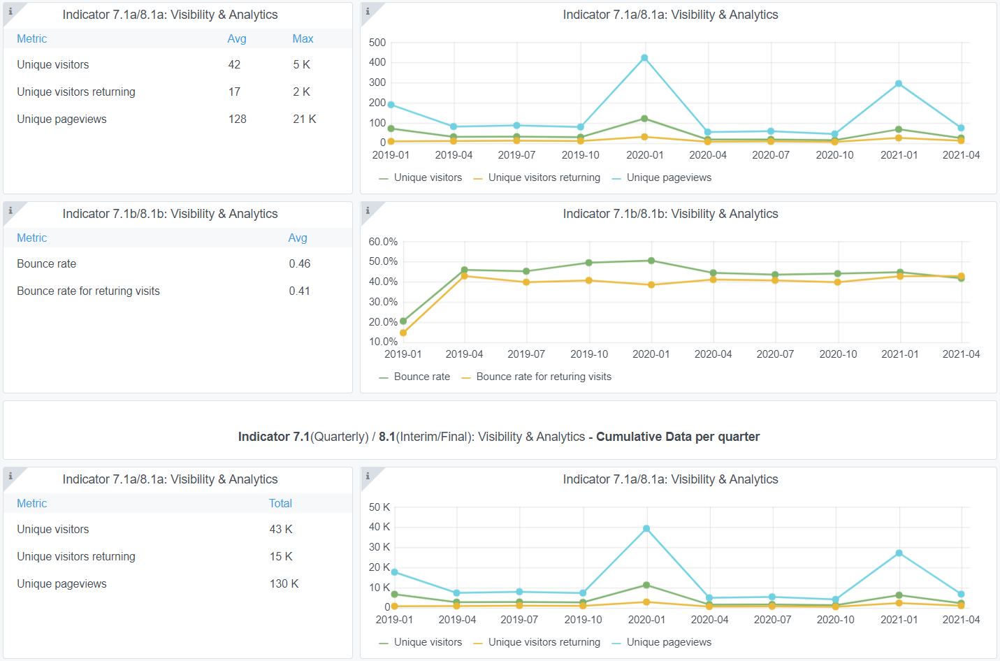 Indicator 7.1a/8.1a: Visibility & Analytics
Metric Avg Max
Unique visitors 42 5 K
Unique visitors returning 17 2 K
Unique pageviews 128 21 K
Indicator 7.1a/8.1a: Visibility & Analytics
500
400
300
200
100
0
2019-01 2019-04 2019-07 2019-10 2020-01 2020-04 2020-07 2020-10 2021-01 2021-04
Unique visitors Unique visitors returning Unique pageviews
Indicator 7.1b/8.1b: Visibility & Analytics
Metric Avg
Bounce rate 0.46
Bounce rate for returing visits 0.41
Indicator 7.1b/8.1b: Visibility & Analytics
60.0%
50.0%
40.0%
30.0%
20.0%
10.0%
2019-01 2019-04 2019-07 2019-10 2020-01 2020-04 2020-07 2020-10 2021-01 2021-04
Bounce rate Bounce rate for returing visits
Indicator 7.1(Quarterly) / 8.1(Interim/Final): Visibility & Analytics - Cumulative Data per quarter
Indicator 7.1a/8.1a: Visibility & Analytics
Metric Total
Unique visitors 43 K
Unique visitors returning 15 K
Unique pageviews 130 K
Indicator 7.1a/8.1a: Visibility & Analytics
50 K
40 K
30 K
20 K
10 K
0
2019-01 2019-04 2019-07 2019-10 2020-01 2020-04 2020-07 2020-10 2021-01 2021-04
Unique visitors Unique visitors returning Unique pageviews